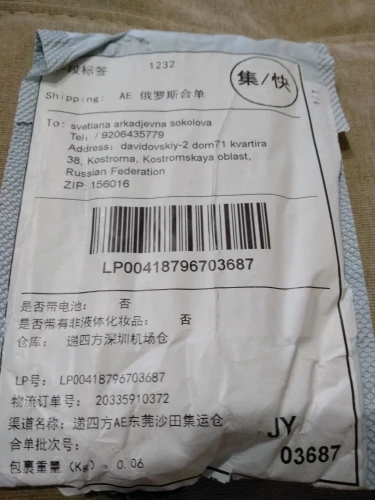 段标签 1232
集/快
Shipping: AE 俄罗斯合单
To: svetlana arkadjevna sokolova
Tel: / 9206435779
Address: davidovskiy-2 dom71 kvartira
38, Kostroma, Kostromskaya oblast,
Russian Federation
ZIP: 156016
LP00418796703687
是否带电池: 否
是否带有非液体化妆品: 否
仓库: 递四方深圳机场仓
LP号: LP00418796703687
物流订单号: 20335910372
渠道名称: 递四方AE东莞沙田集运仓
合单批次号:
JY
包裹重量(Kg): 0.06
03687